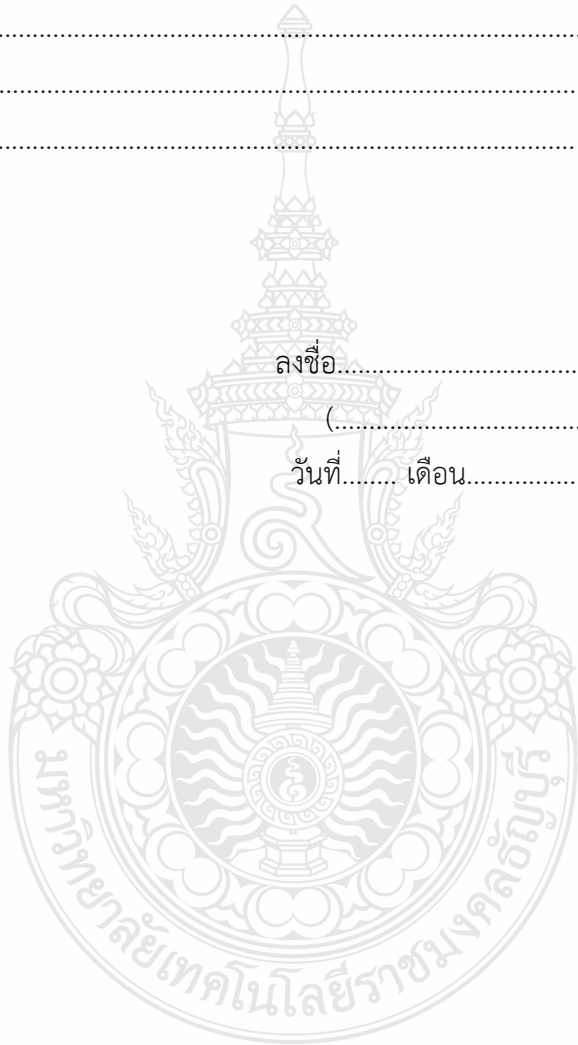 ................................................................................
................................................................................
................................................................................
ลงชื่อ.................................
(.................................
วันที่........ เดือน...............
มหาวิทยาลัยเทคโนโลยีราชมงคลธัญบุรี